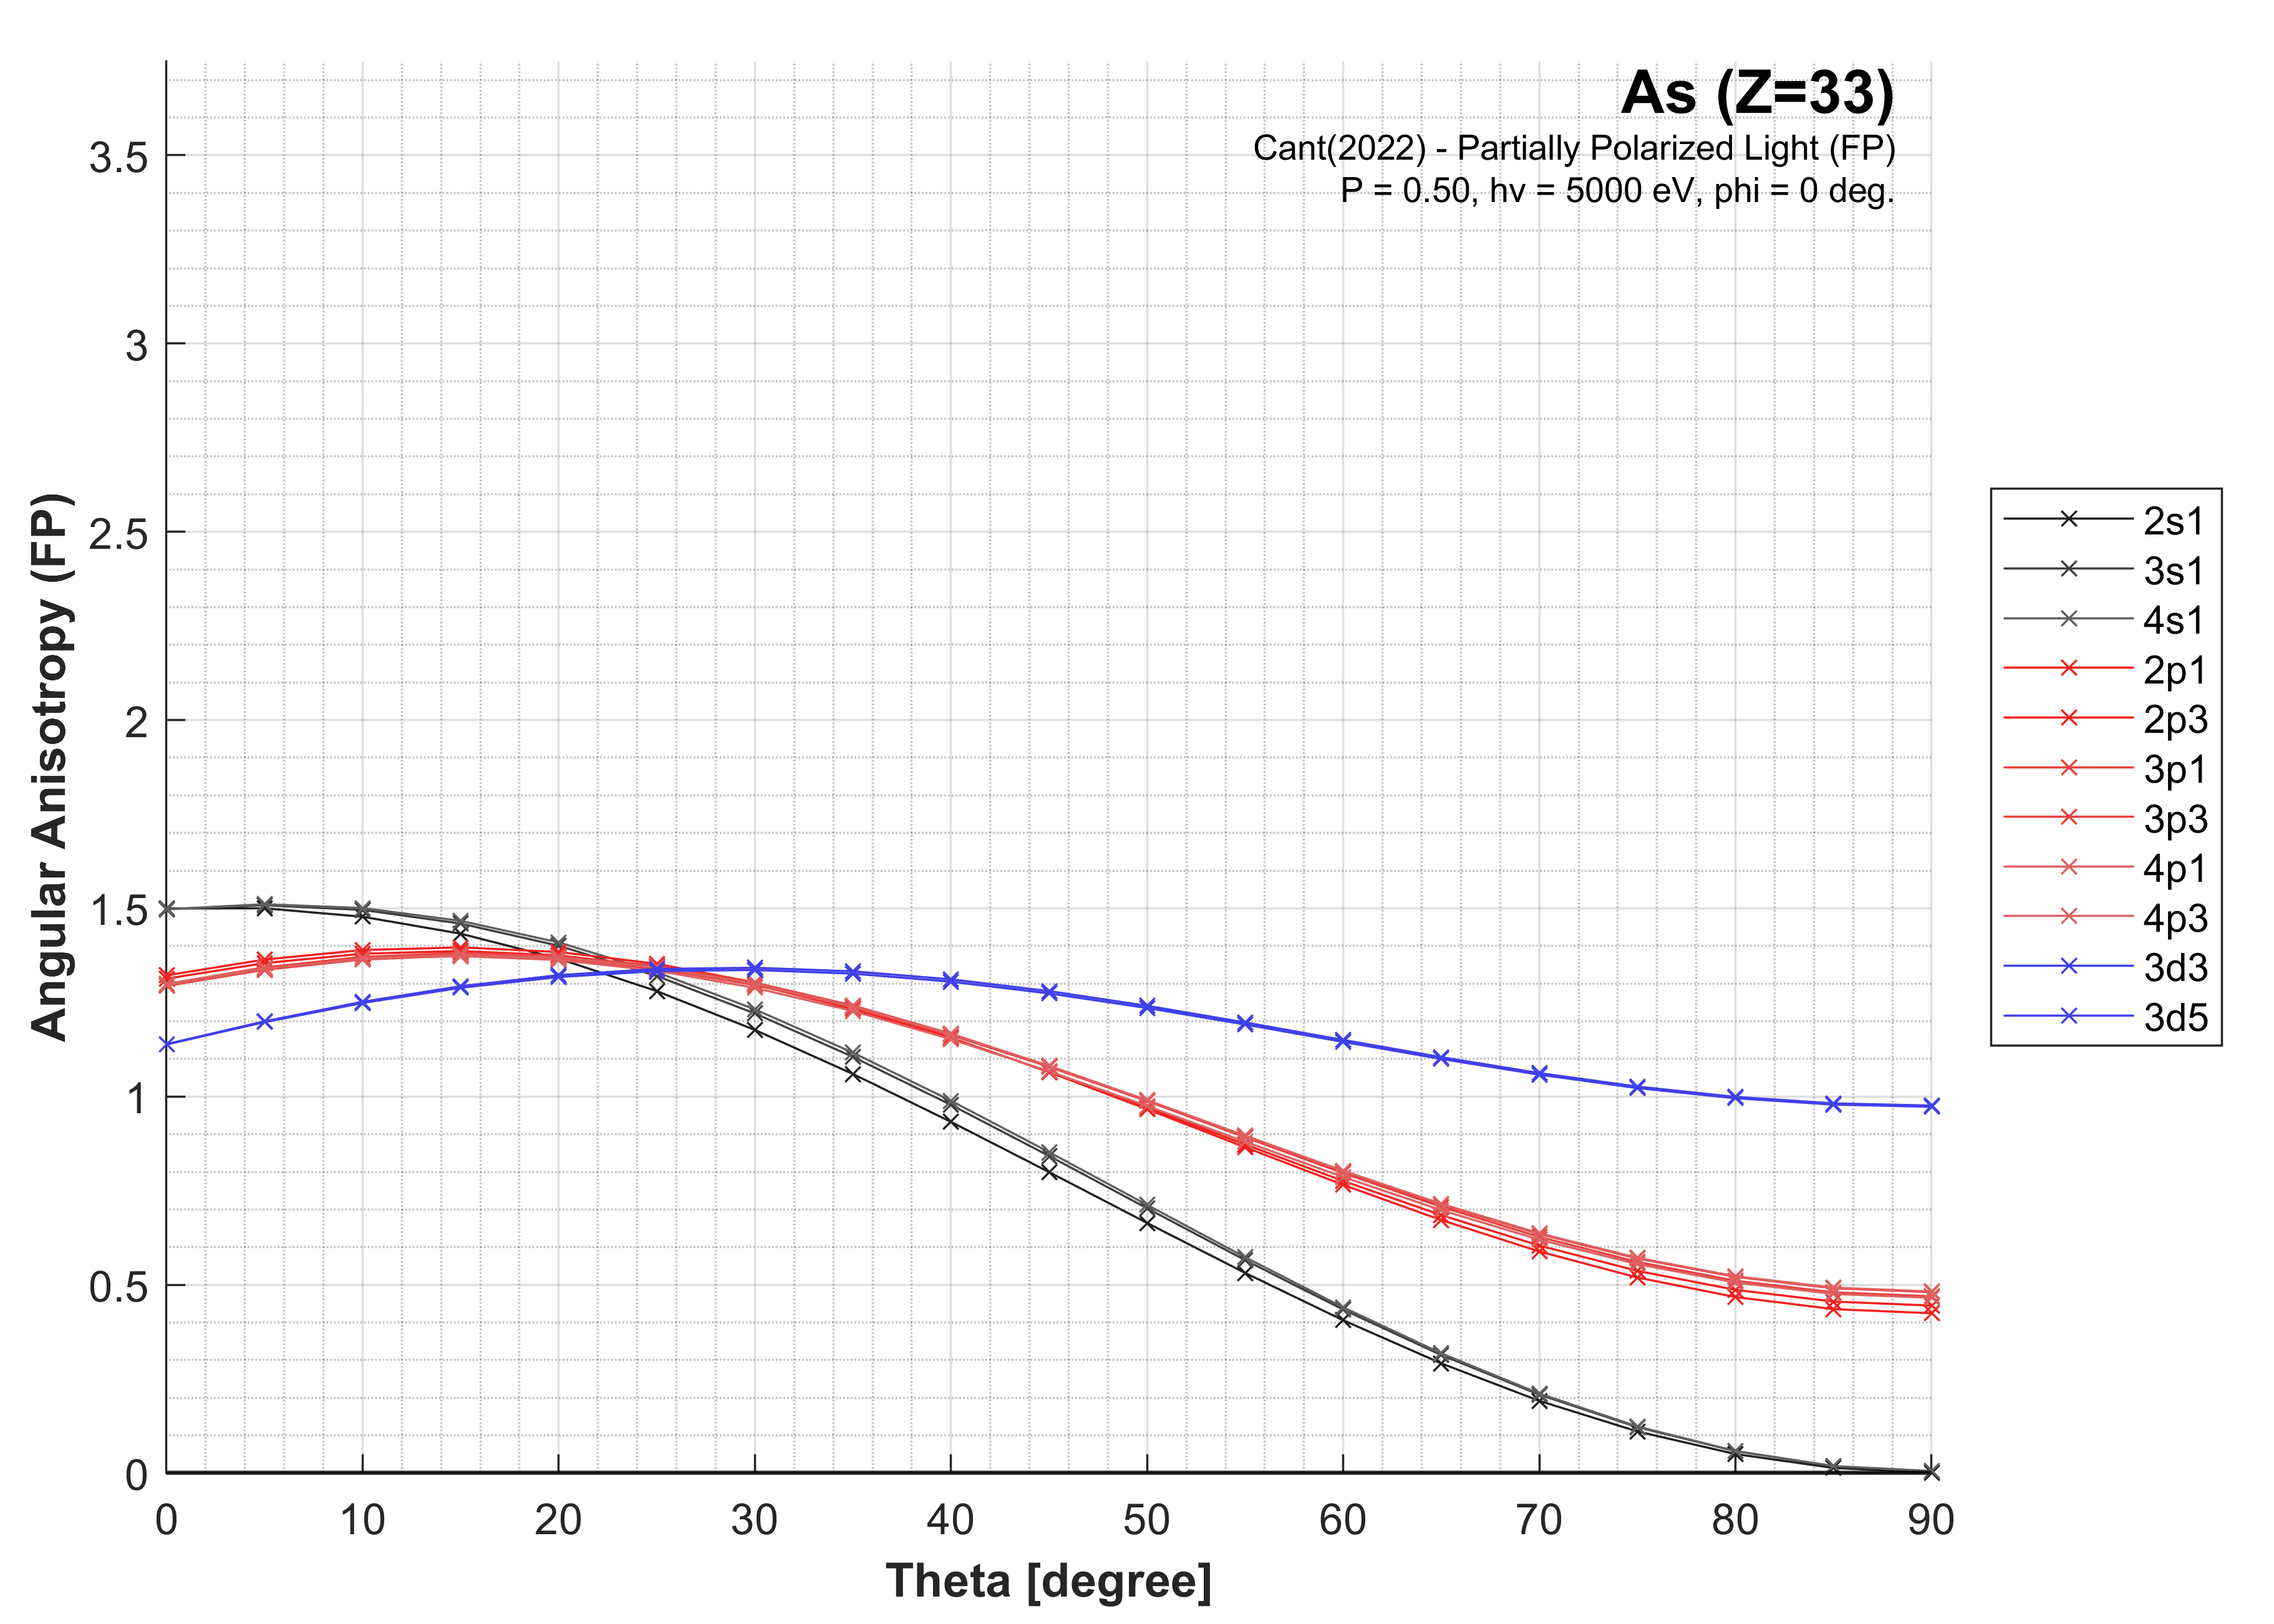 As (Z=33)
Cant(2022) - Partially Polarized Light (FP)
P = 0.50, hv = 5000 eV, phi = 0 deg.
Angular Anisotropy (FP)
3.5
3
2.5
2
1.5
1
0.5
0
0 10 20 30 40 50 60 70 80 90
Theta [degree]
2s1
3s1
4s1
2p1
2p3
3p1
3p3
4p1
4p3
3d3
3d5